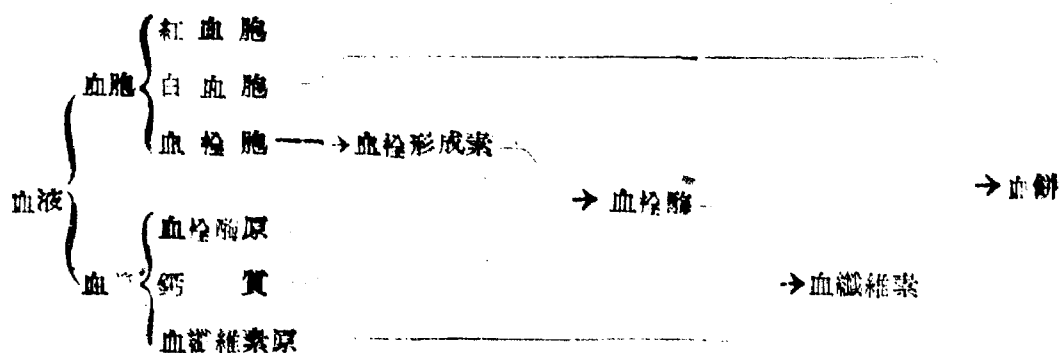 紅血胞
血胞 白血胞
血栓胞 → 血栓形成素
血液 → 血栓酶 → 血餅
血栓酶原
血 鈣質 → 血纖維素
血纖維素原